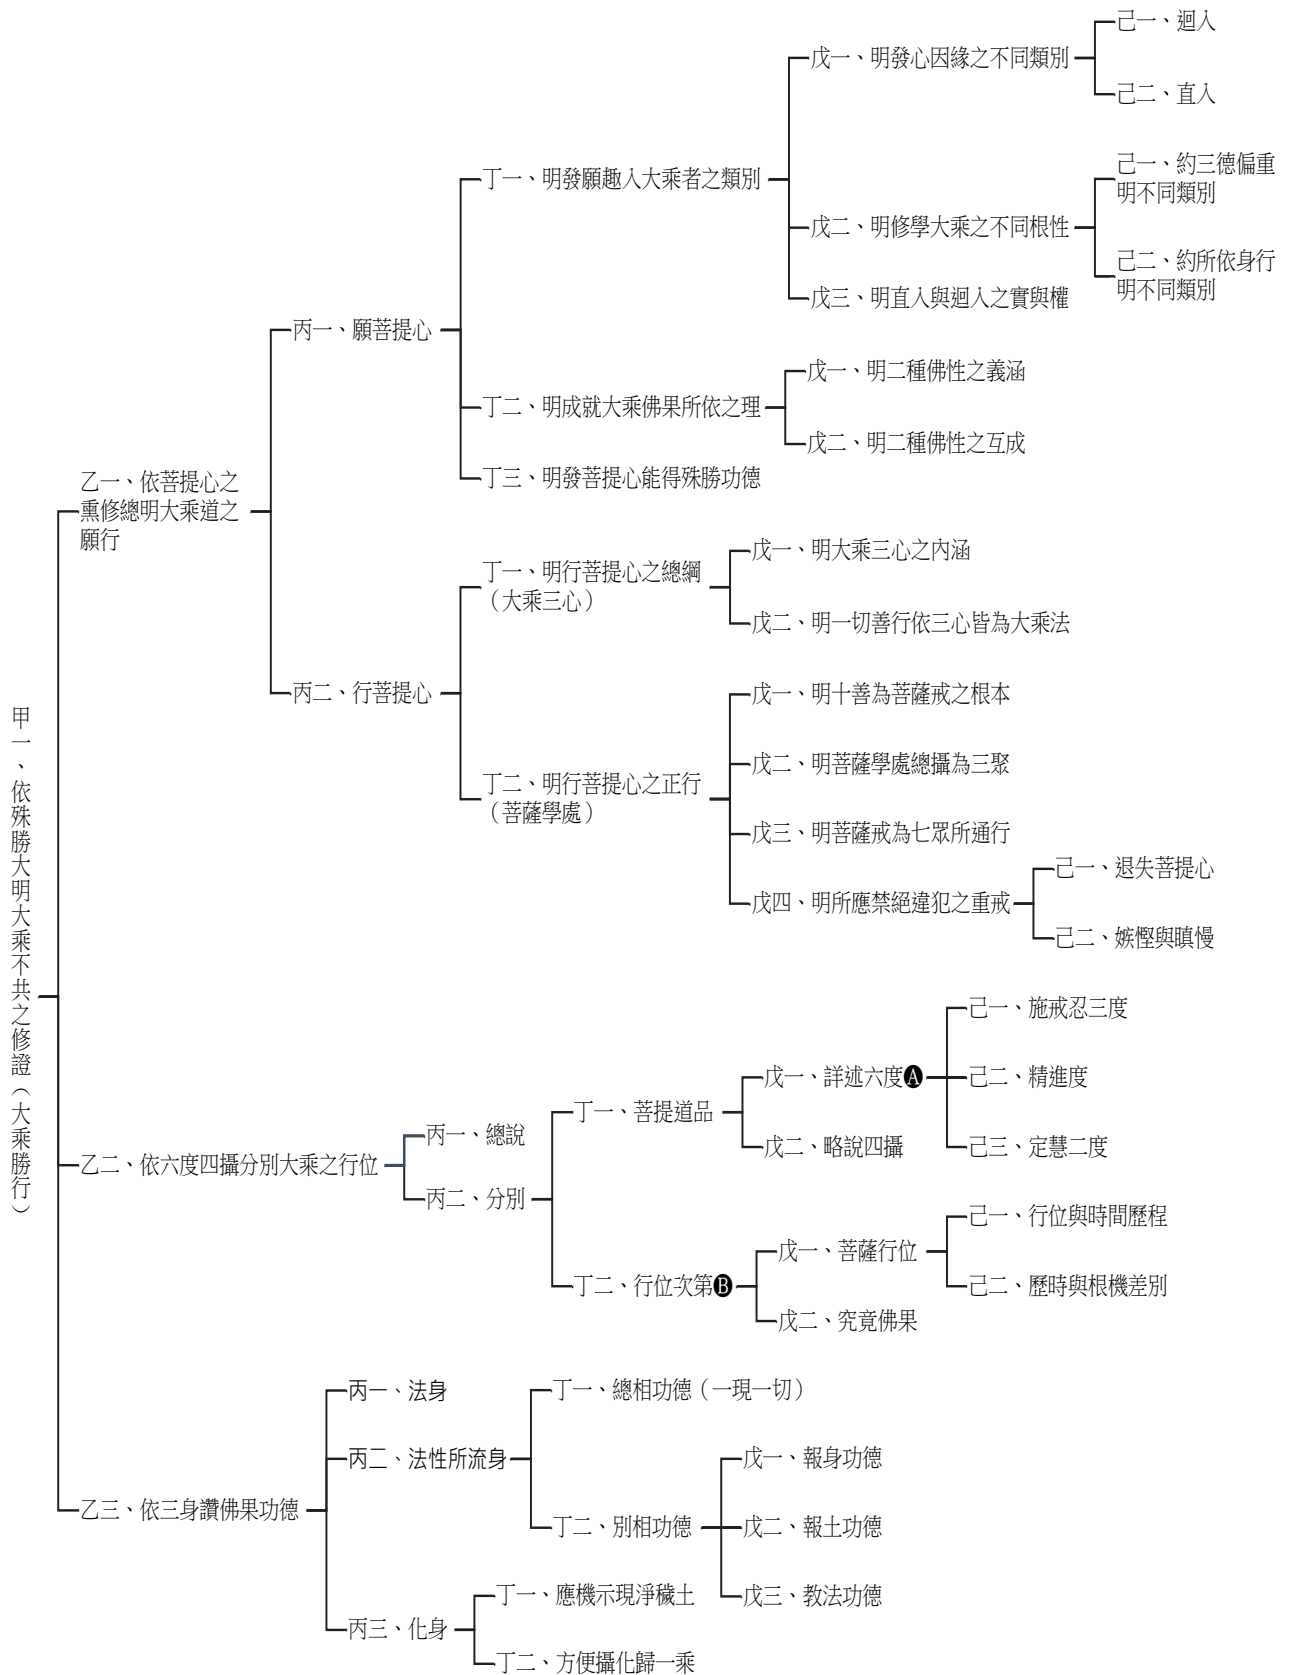 甲一、依殊勝大明大乘不共之修證（大乘勝行）
乙一、依菩提心之
熏修總明大乘道之
願行
丙一、願菩提心
丁一、明發願趣入大乘者之類別
戊一、明發心因緣之不同類別
己一、迴入
己二、直入
戊二、明修學大乘之不同根性
己一、約三德偏重
明不同類別
己二、約所依身行
明不同類別
戊三、明直入與迴入之實與權
丁二、明成就大乘佛果所依之理
戊一、明二種佛性之義涵
戊二、明二種佛性之互成
丁三、明發菩提心能得殊勝功德
丙二、行菩提心
丁一、明行菩提心之總綱
（大乘三心）
戊一、明大乘三心之內涵
戊二、明一切善行依三心皆為大乘法
丁二、明行菩提心之正行
（菩薩學處）
戊一、明十善為菩薩戒之根本
戊二、明菩薩學處總攝為三聚
戊三、明菩薩戒為七眾所通行
戊四、明所應禁絕違犯之重戒
己一、退失菩提心
己二、嫉慳與瞋慢
乙二、依六度四攝分別大乘之行位
丙一、總說
丙二、分別
丁一、菩提道品
戊一、詳述六度A
己一、施戒忍三度
己二、精進度
己三、定慧二度
戊二、略說四攝
丁二、行位次第B
戊一、菩薩行位
己一、行位與時間歷程
己二、歷時與根機差別
戊二、究竟佛果
乙三、依三身讚佛果功德
丙一、法身
丙二、法性所流身
丁一、總相功德（一現一切）
丁二、別相功德
戊一、報身功德
戊二、報土功德
戊三、教法功德
丙三、化身
丁一、應機示現淨穢土
丁二、方便攝化歸一乘